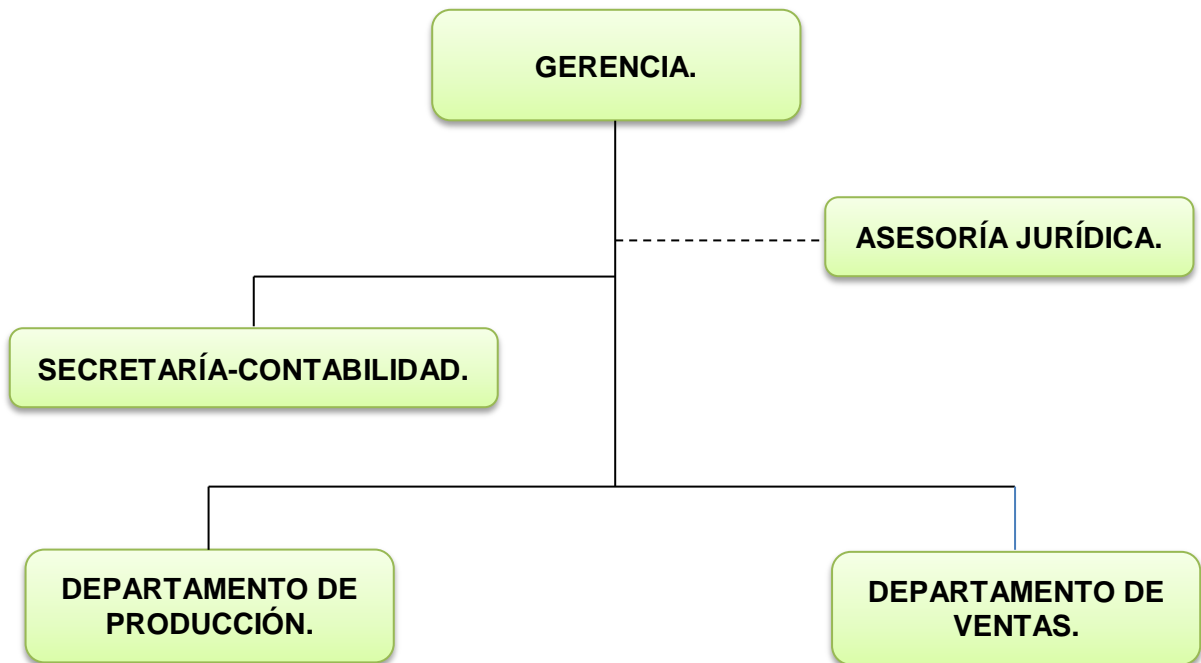 GERENCIA.
ASESORÍA JURÍDICA.
SECRETARÍA-CONTABILIDAD.
DEPARTAMENTO DE
PRODUCCIÓN.
DEPARTAMENTO DE
VENTAS.